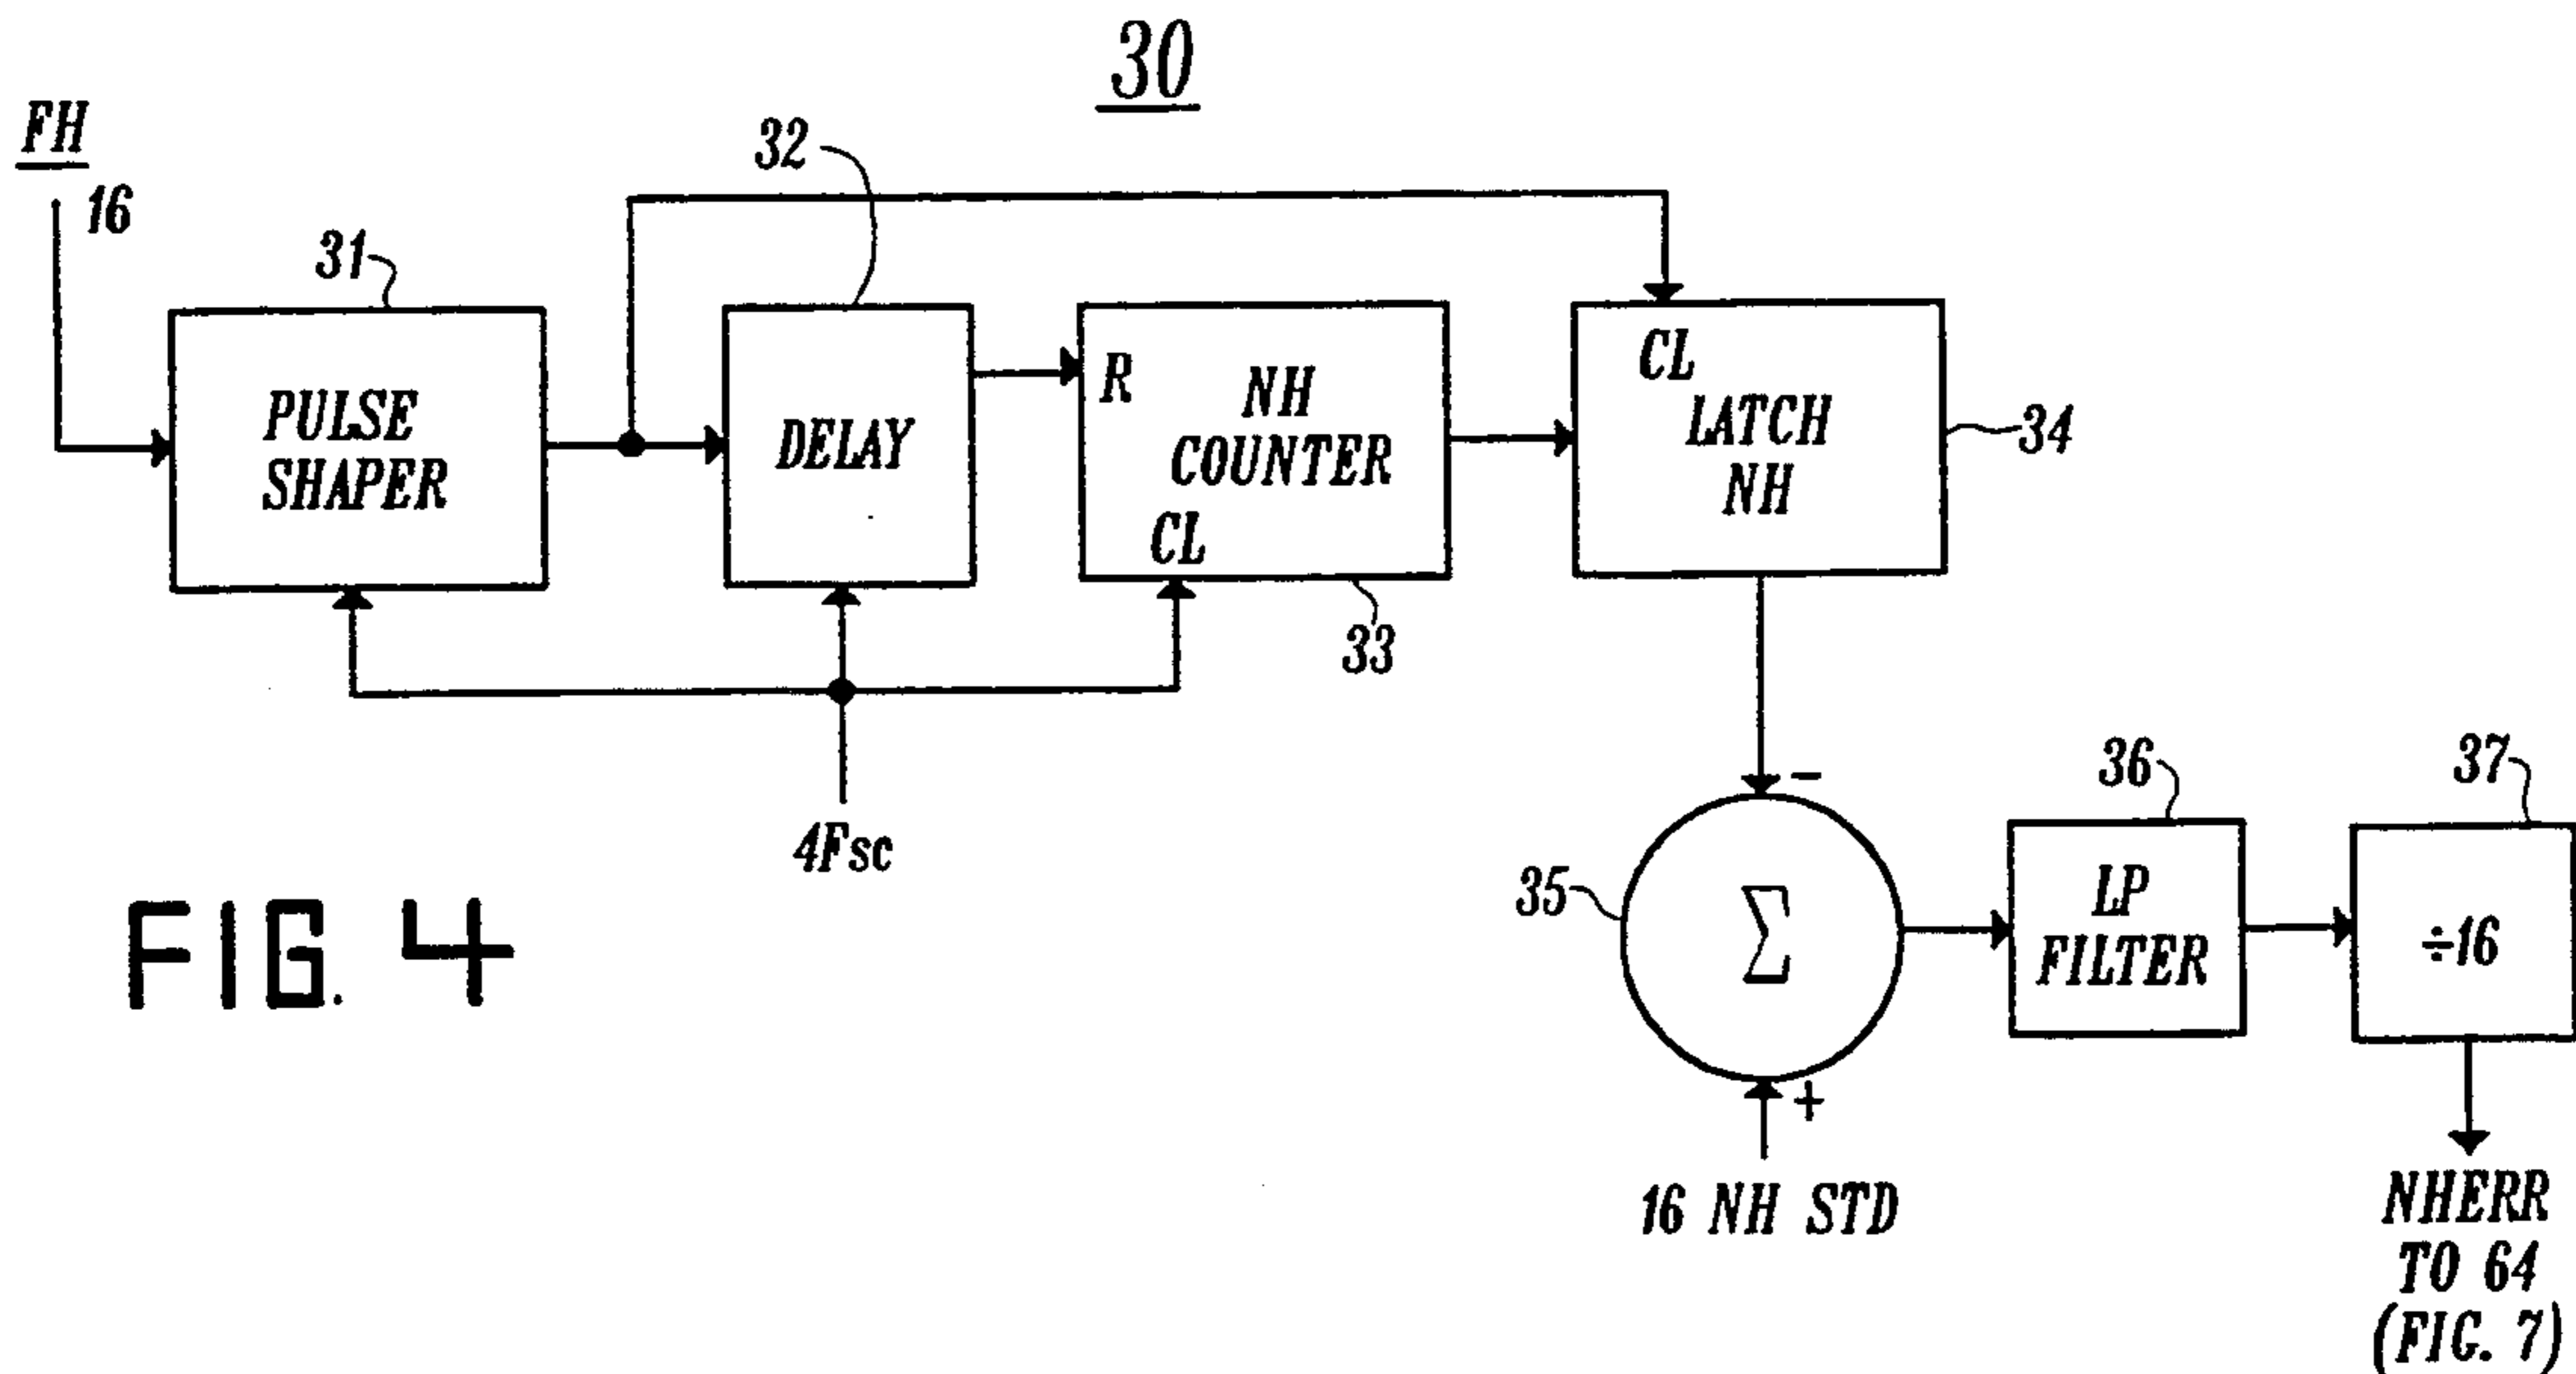 30
FH
16
31
32
PULSE
SHAPER
DELAY
R
NH
COUNTER
CL
33
CL
LATCH
NH
34
4Fsc
FIG. 4
35
Σ
-
+
16 NH STD
36
LP
FILTER
37
÷16
NHERR
TO 64
(FIG. 7)